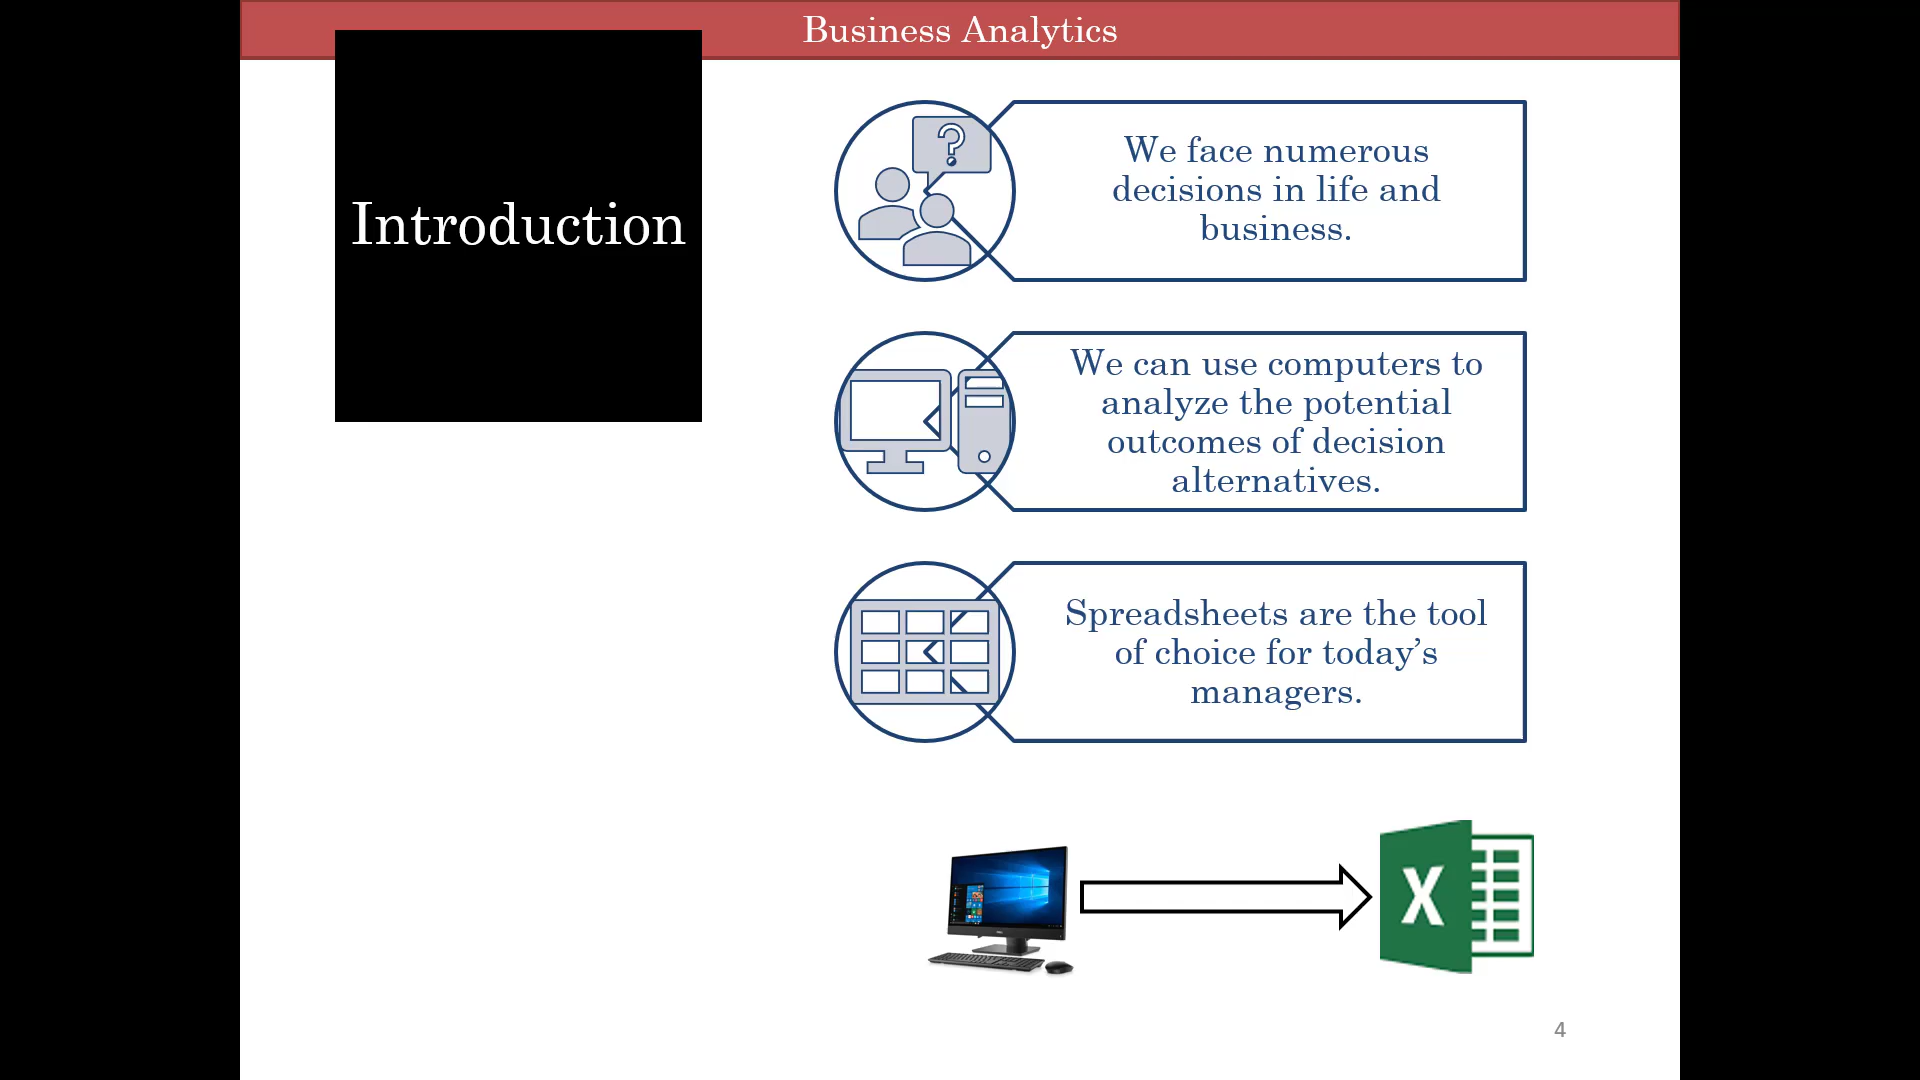 Business Analytics
Introduction
?
We face numerous
decisions in life and
business.
We can use computers to
analyze the potential
outcomes of decision
alternatives.
Spreadsheets are the tool
of choice for today’s
managers.
X
4